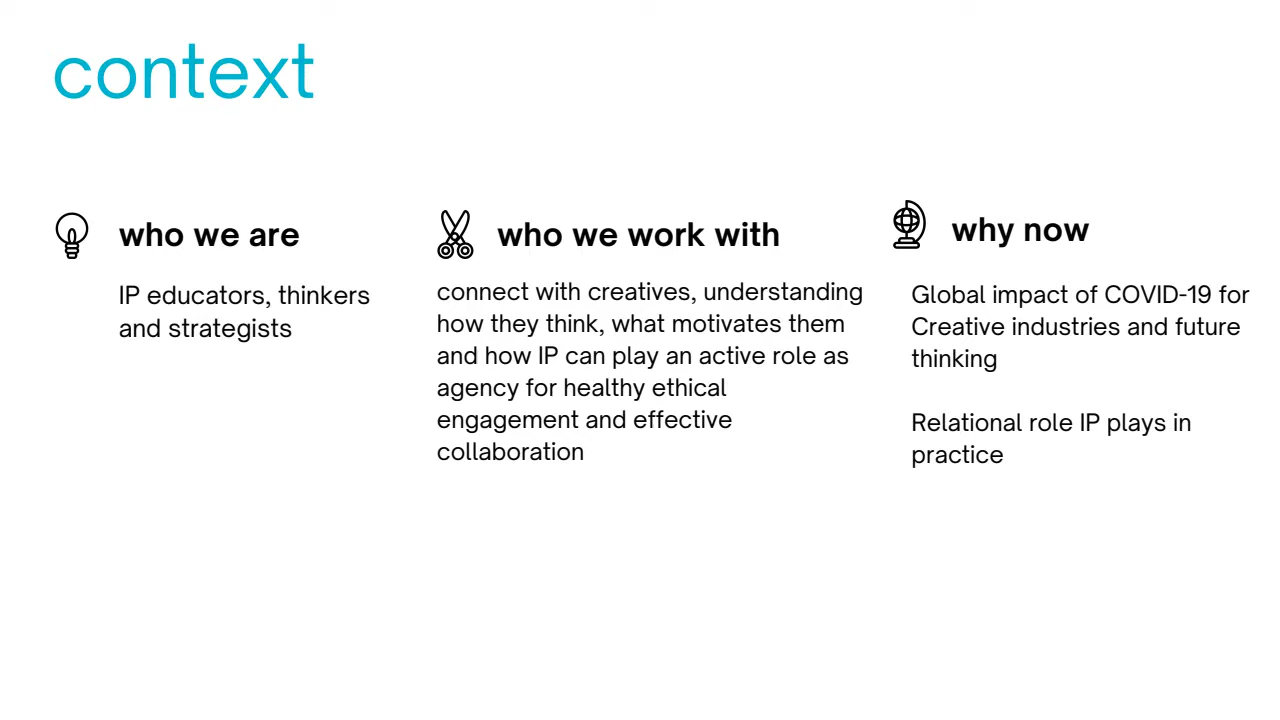 context
who we are
IP educators, thinkers
and strategists
who we work with
connect with creatives, understanding
how they think, what motivates them
and how IP can play an active role as
agency for healthy ethical
engagement and effective
collaboration
why now
Global impact of COVID-19 for
Creative industries and future
thinking
Relational role IP plays in
practice